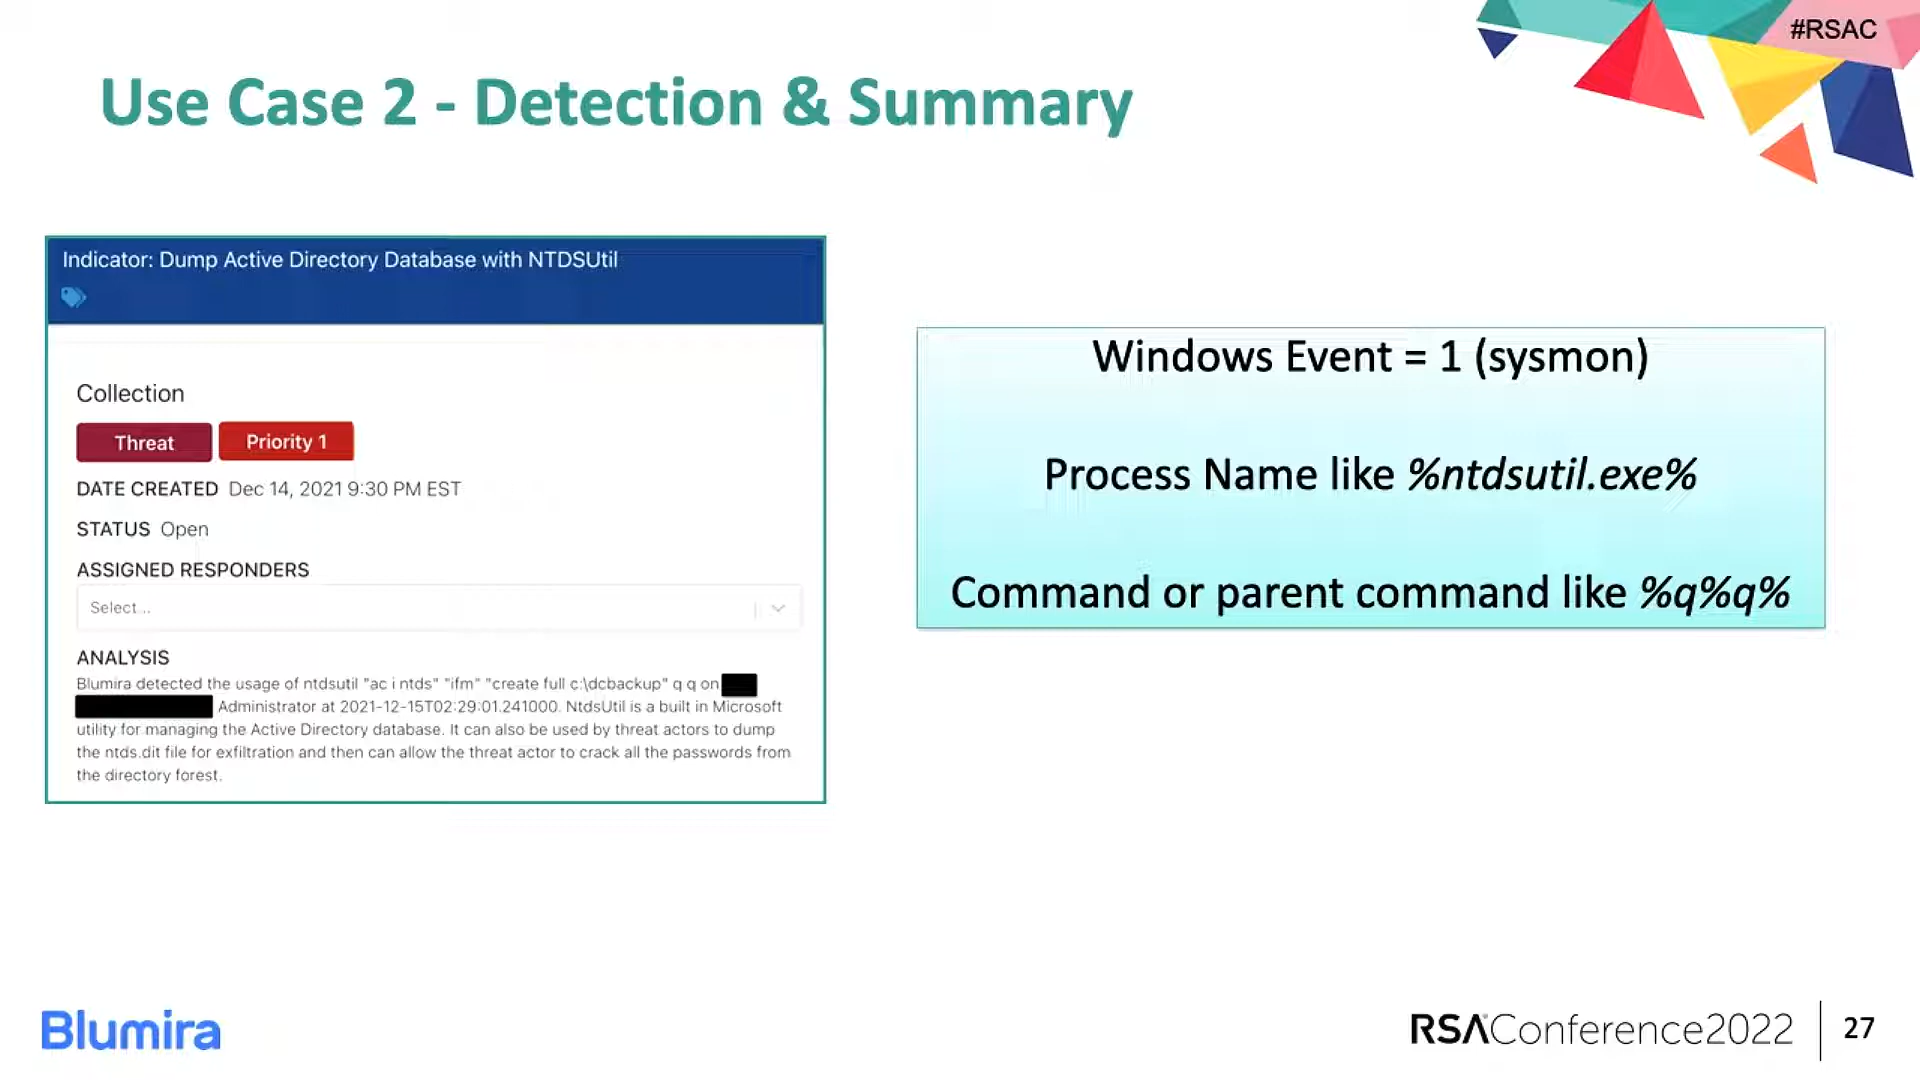 #RSAC
Use Case 2 - Detection & Summary
Indicator: Dump Active Directory Database with NTDSUtil
Collection
Threat Priority 1
DATE CREATED Dec 14, 2021 9:30 PM EST
STATUS Open
ASSIGNED RESPONDERS
Select...
ANALYSIS
Blumira detected the usage of ntdsutil "ac i ntds" "ifm" "create full c:\dcbackup" q q on
Administrator at 2021-12-15T02:29:01.241000. NtdsUtil is a built in Microsoft
utility for managing the Active Directory database. It can also be used by threat actors to dump
the ntds.dit file for exfiltration and then can allow the threat actor to crack all the passwords from
the directory forest.
Windows Event = 1 (sysmon)
Process Name like %ntdsutil.exe%
Command or parent command like %q%q%
Blumira
RSAConference2022
27